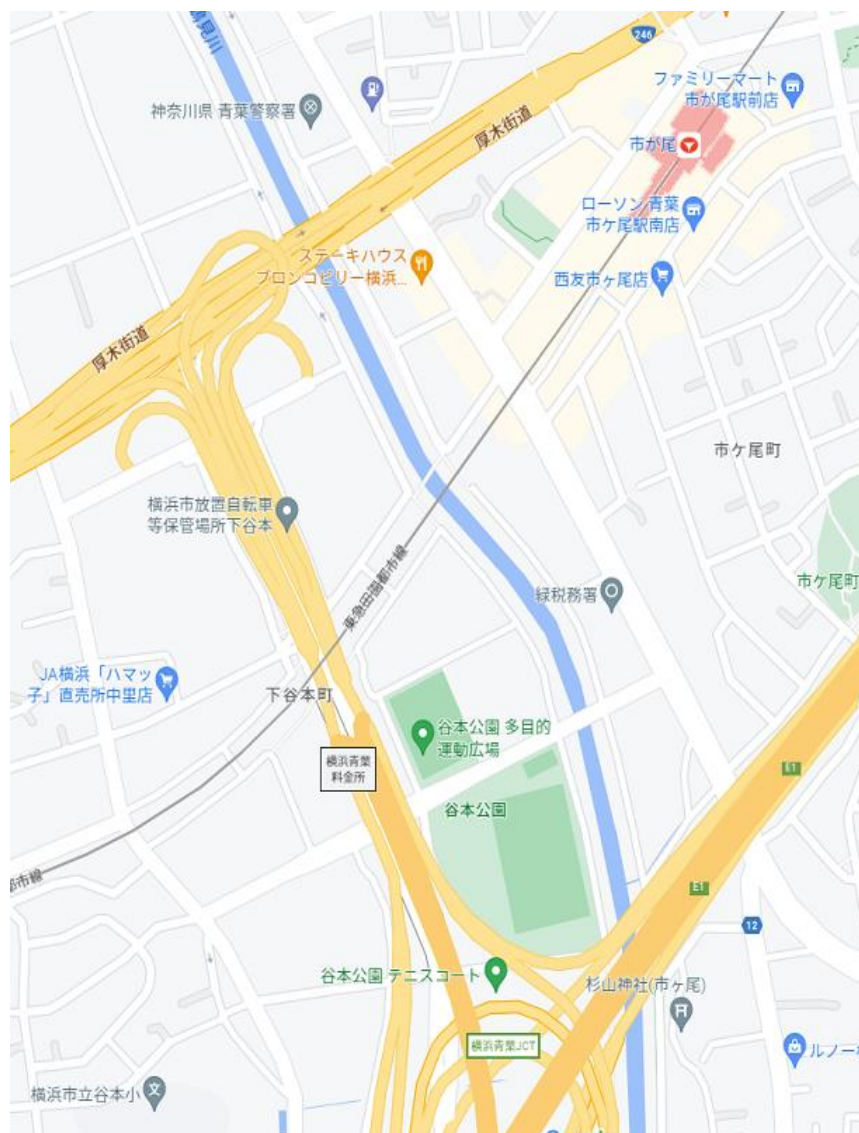 鶴見川
246
ファミリーマート
市が尾駅前店
神奈川県 青葉警察署
厚木街道
市が尾
ローソン 青葉
市ケ尾駅南店
ステーキハウス
ブロンコビリー横浜...
西友市ヶ尾店
厚木街道
市ケ尾町
横浜市放置自転車
等保管場所下谷本
東急田園都市線
市ケ尾町
緑税務署
JA横浜「ハマッ
子」直売所中里店
下谷本町
谷本公園 多目的
運動広場
横浜青葉
料金所
E1
谷本公園
都市線
E1
12
谷本公園 テニスコート
杉山神社(市ヶ尾)
横浜青葉JCT
ルノー
横浜市立谷本小
文